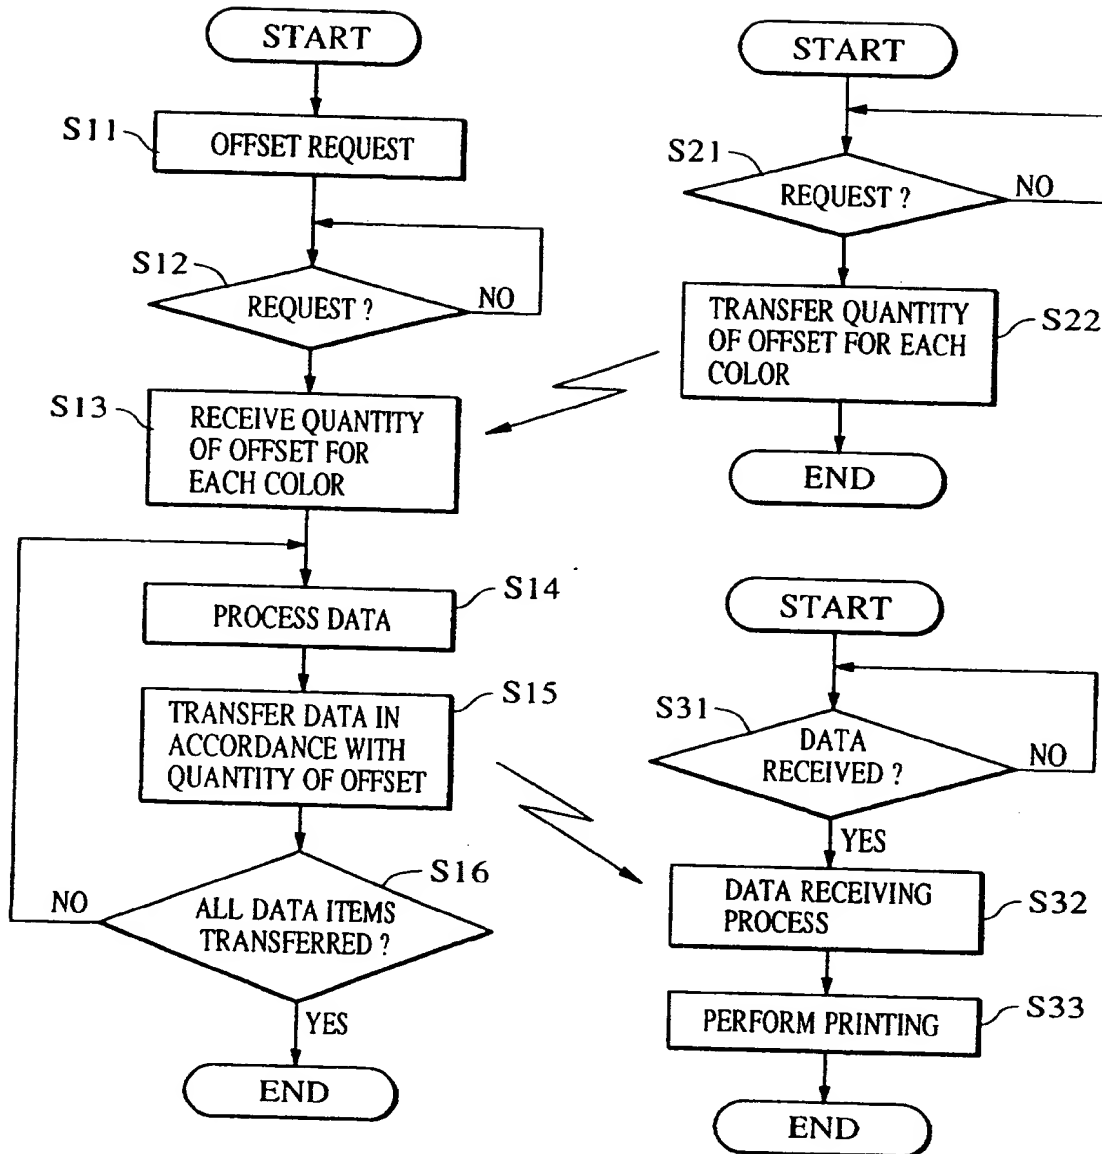 START
S11
OFFSET REQUEST
S12
REQUEST ?
NO
S13
RECEIVE QUANTITY
OF OFFSET FOR
EACH COLOR
S14
PROCESS DATA
S15
TRANSFER DATA IN
ACCORDANCE WITH
QUANTITY OF OFFSET
S16
NO
ALL DATA ITEMS
TRANSFERRED ?
YES
END
START
S21
REQUEST ?
NO
TRANSFER QUANTITY
OF OFFSET FOR EACH
COLOR
S22
END
START
S31
DATA
RECEIVED ?
NO
YES
DATA RECEIVING
PROCESS
S32
PERFORM PRINTING
S33
END